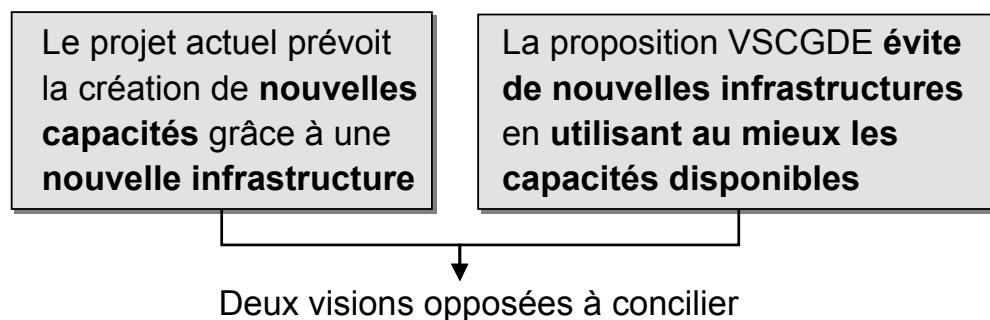 Le projet actuel prévoit
la création de nouvelles
capacités grâce à une
nouvelle infrastructure
La proposition VSCGDE évite
de nouvelles infrastructures
en utilisant au mieux les
capacités disponibles
Deux visions opposées à concilier